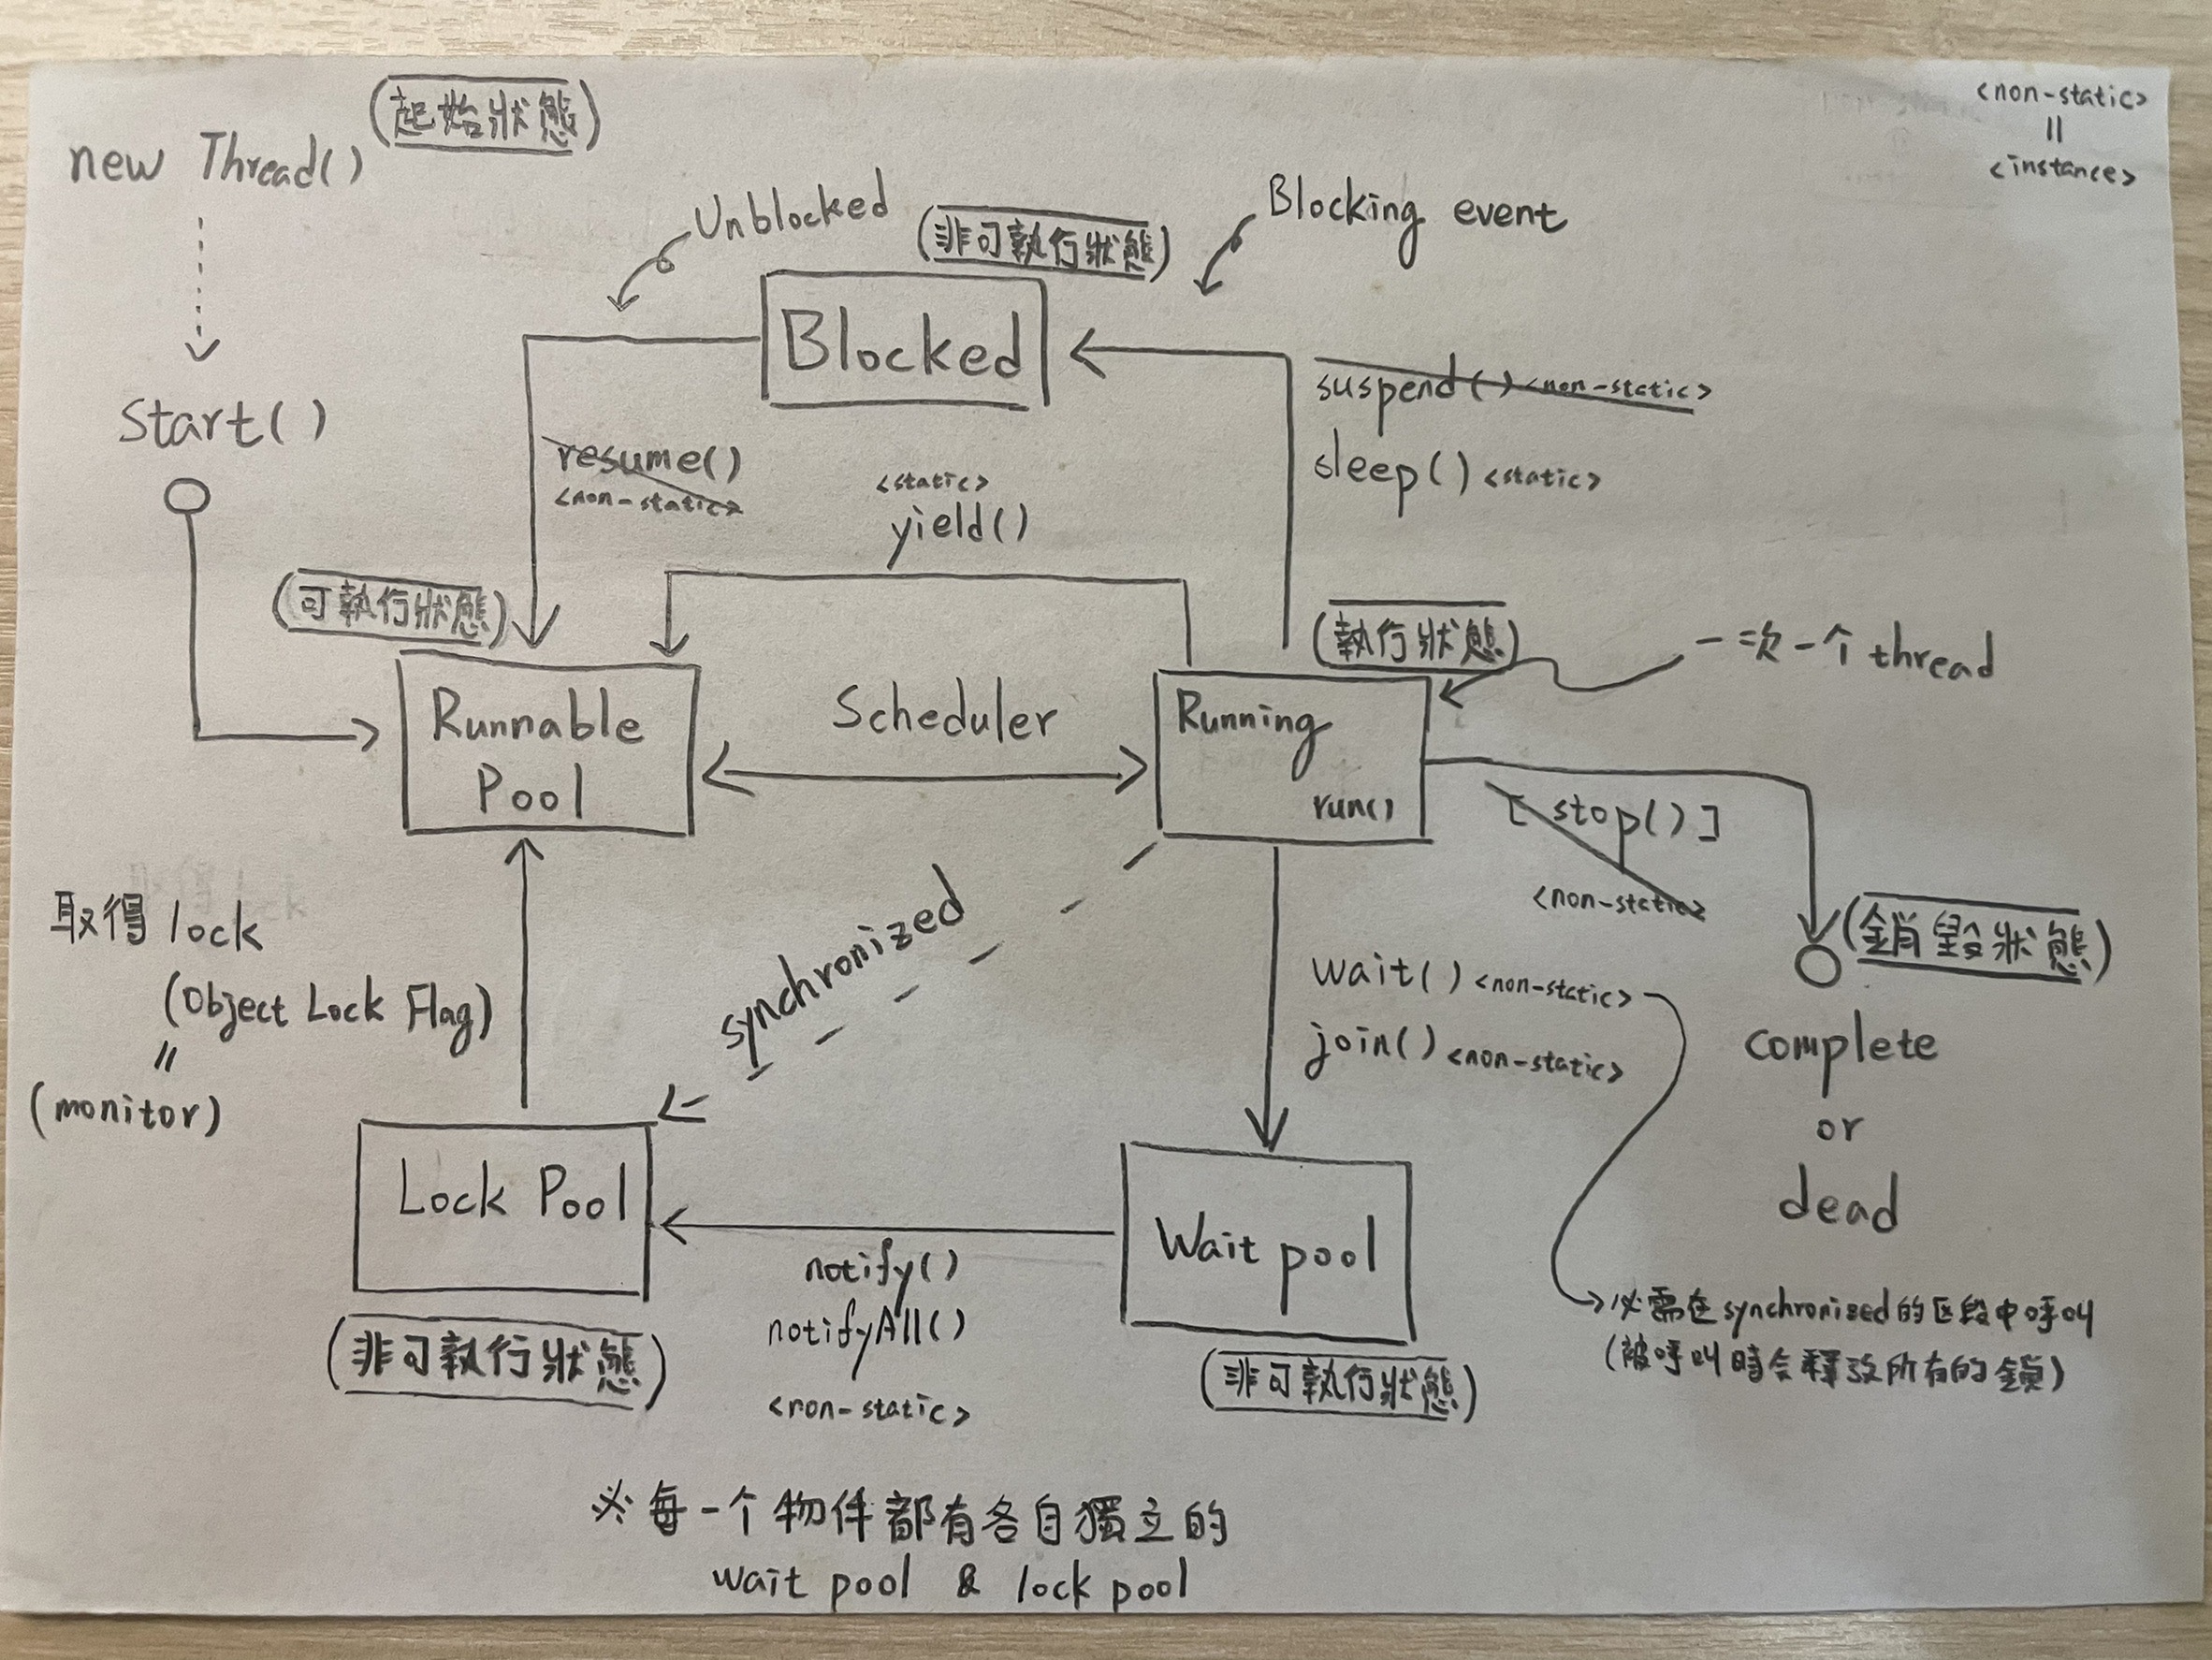 new Thread()
(起始狀態)
<non-static>
||
<instance>
Unblocked
(非可執行狀態)
Blocking event
Blocked
Start()
suspend() <non-static>
sleep() <static>
resume()
<non-static>
<static>
yield()
(可執行狀態)
(執行狀態)
一次一个 thread
Runnable
Pool
Scheduler
Running
run()
[ stop() ]
<non-static>
(銷毀狀態)
complete
or
dead
取得 lock
(Object Lock Flag)
||
(monitor)
synchronized
wait() <non-static>
join() <non-static>
Lock Pool
(非可執行狀態)
notify()
notifyAll()
<non-static>
Wait pool
(非可執行狀態)
必需在 synchronized 的区段中呼叫
(被呼叫時会釋放所有的鎖)
※ 每一个物件都有各自獨立的
wait pool & lock pool